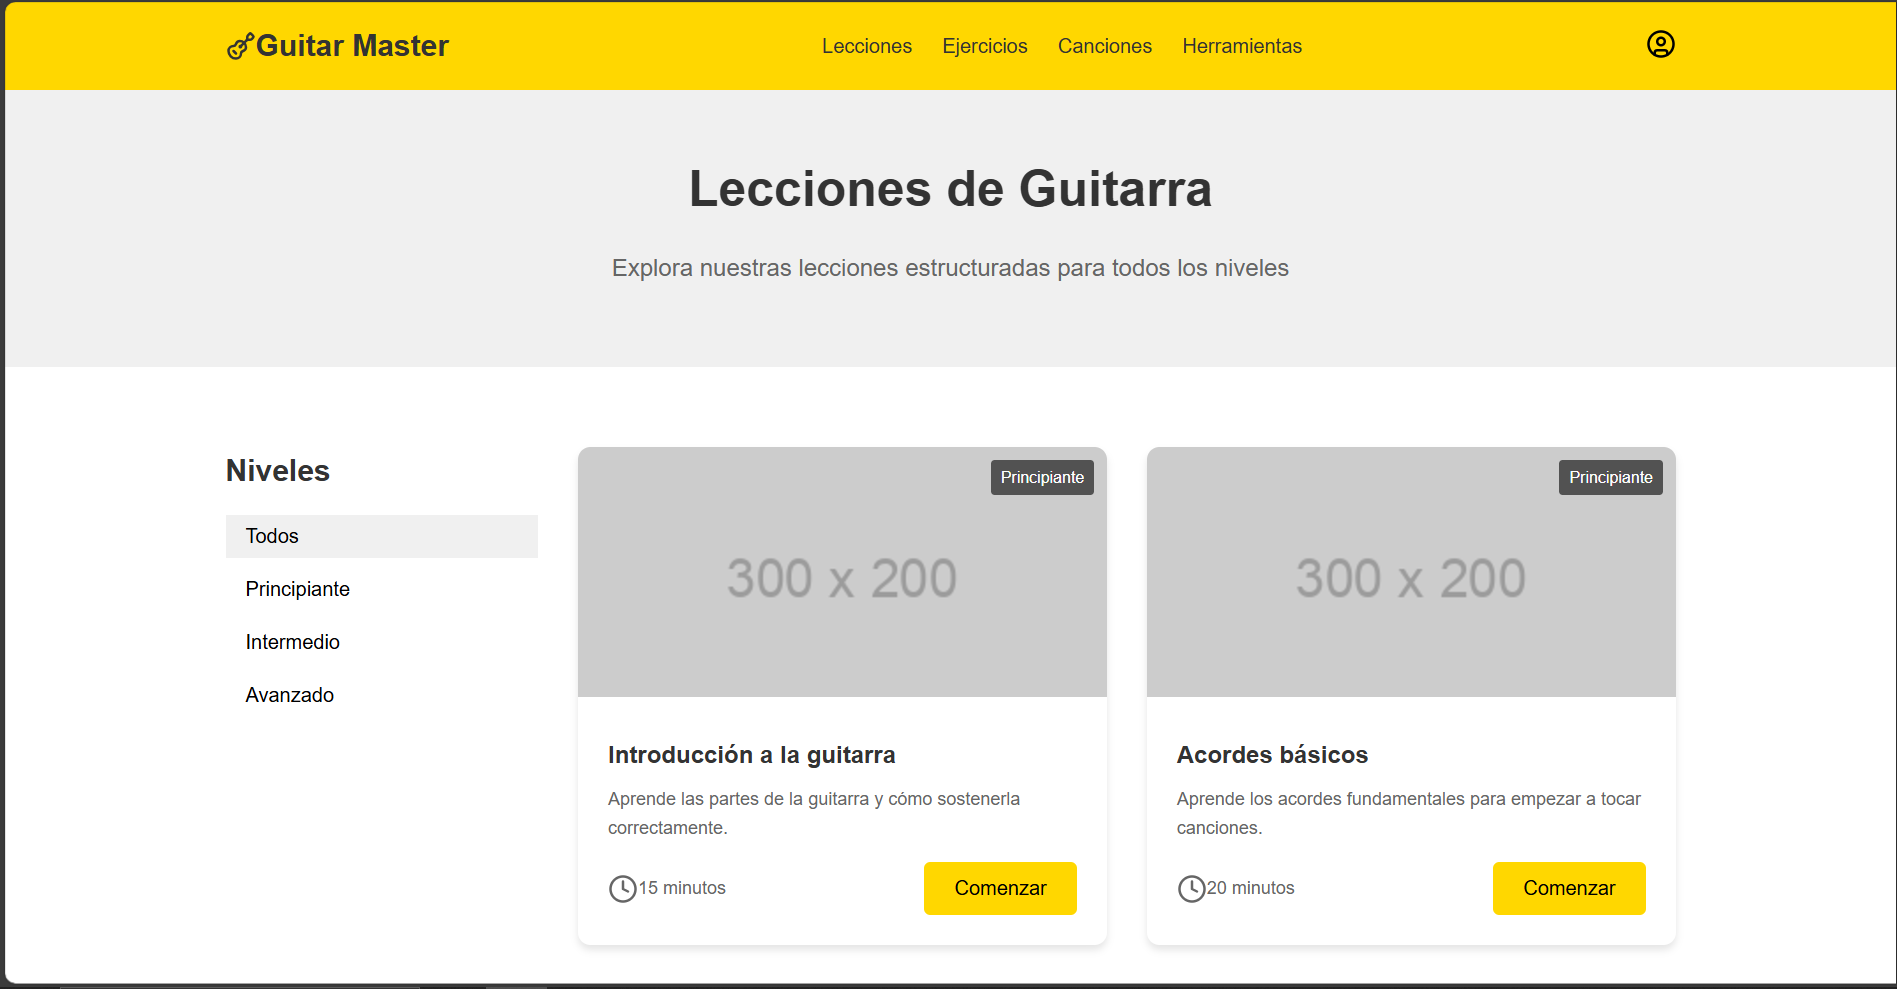 Guitar Master
Lecciones
Ejercicios
Canciones
Herramientas
Lecciones de Guitarra
Explora nuestras lecciones estructuradas para todos los niveles
Niveles
Todos
Principiante
Intermedio
Avanzado
Principiante
300 x 200
Introducción a la guitarra
Aprende las partes de la guitarra y cómo sostenerla
correctamente.
15 minutos
Comenzar
Principiante
300 x 200
Acordes básicos
Aprende los acordes fundamentales para empezar a tocar
canciones.
20 minutos
Comenzar